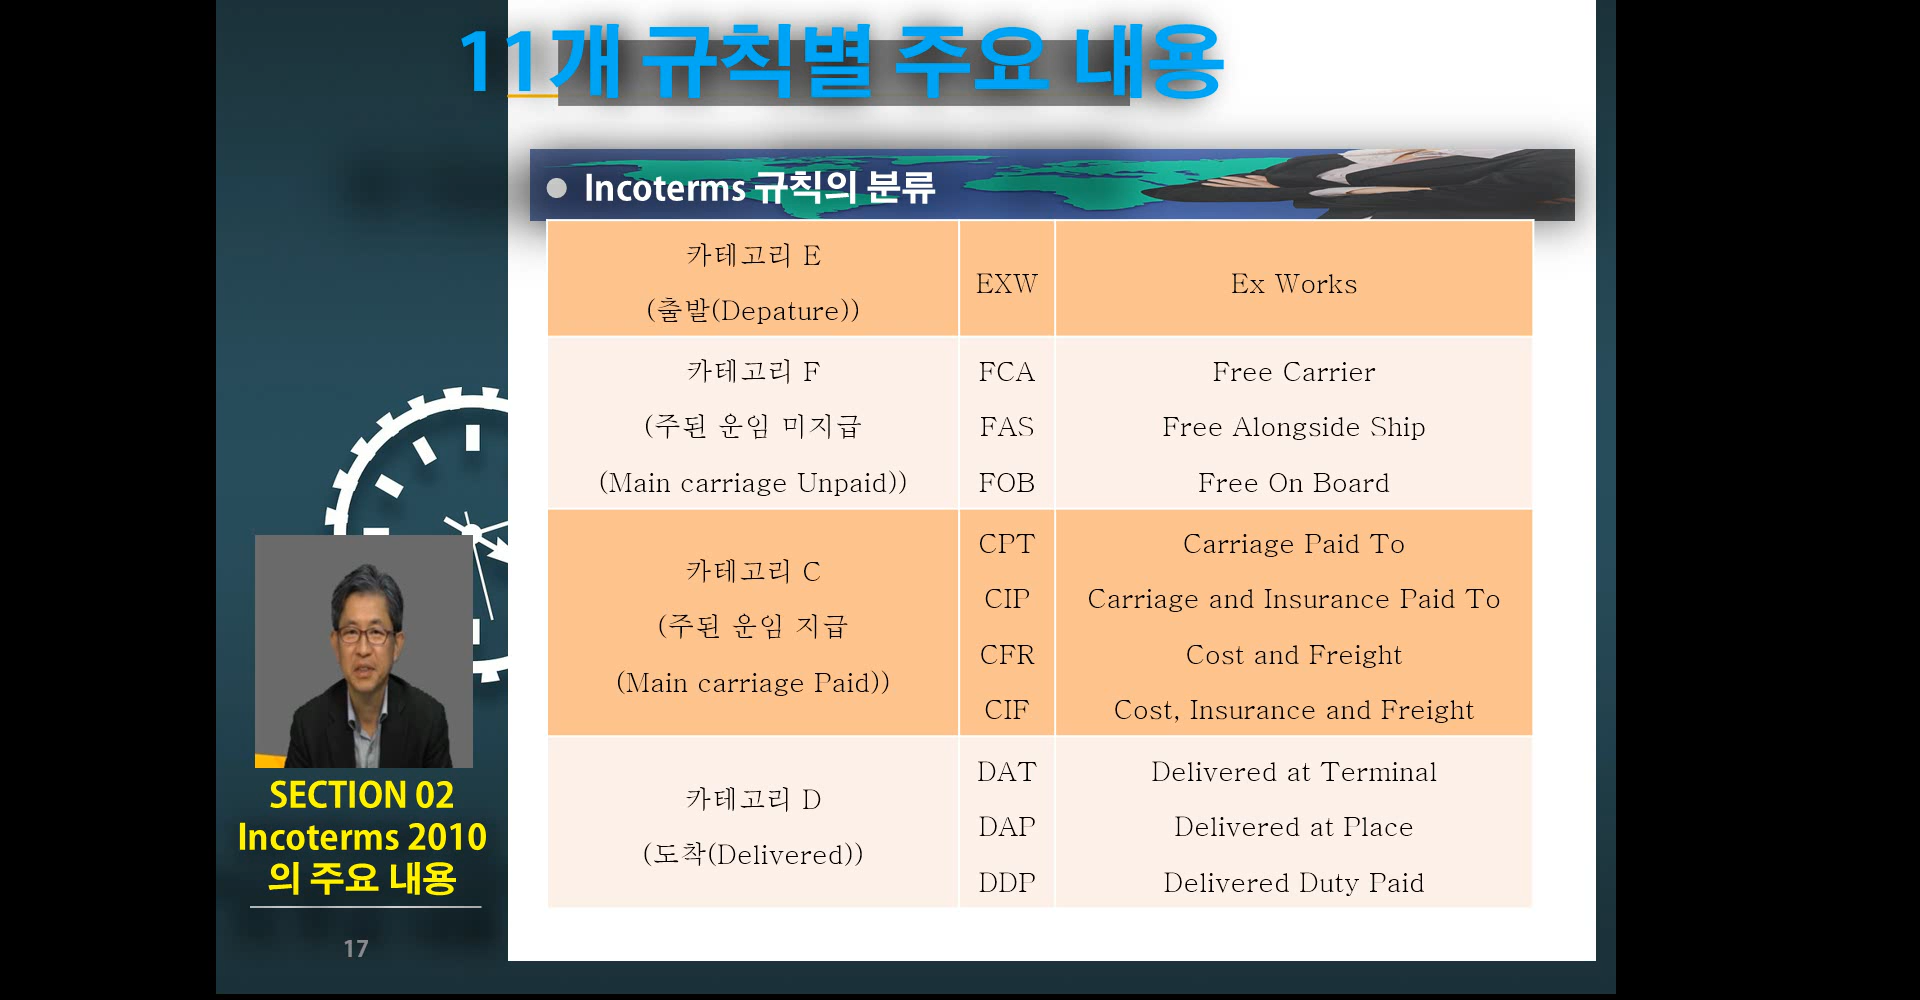 11개 규칙별 주요 내용
Incoterms 규칙의 분류
카테고리 E
(출발(Depature))
EXW
Ex Works
카테고리 F
(주된 운임 미지급
(Main carriage Unpaid))
FCA
Free Carrier
FAS
Free Alongside Ship
FOB
Free On Board
카테고리 C
(주된 운임 지급
(Main carriage Paid))
CPT
Carriage Paid To
CIP
Carriage and Insurance Paid To
CFR
Cost and Freight
CIF
Cost, Insurance and Freight
카테고리 D
(도착(Delivered))
DAT
Delivered at Terminal
DAP
Delivered at Place
DDP
Delivered Duty Paid
SECTION 02
Incoterms 2010
의 주요 내용
17